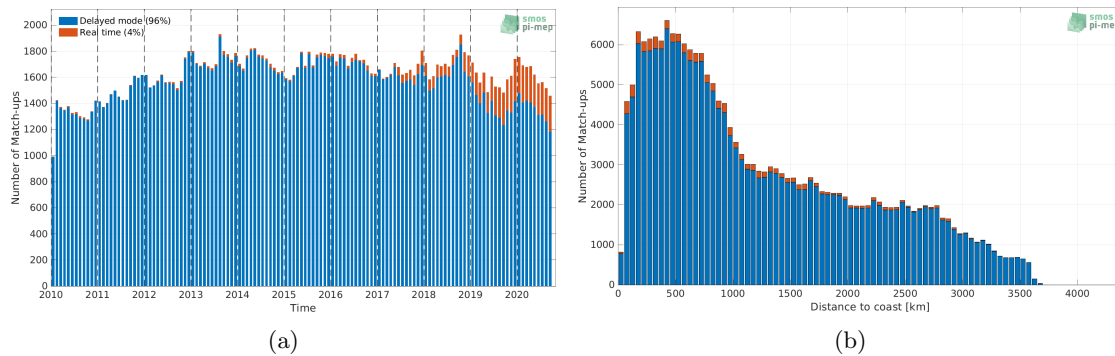 Delayed mode (96%)
Real time (4%)
smos
pi-mep
2000
1800
1600
1400
1200
1000
800
600
400
200
0
Number of Match-ups
2010 2011 2012 2013 2014 2015 2016 2017 2018 2019 2020
Time
(a)
smos
pi-mep
6000
5000
4000
3000
2000
1000
0
Number of Match-ups
0 500 1000 1500 2000 2500 3000 3500 4000
Distance to coast [km]
(b)